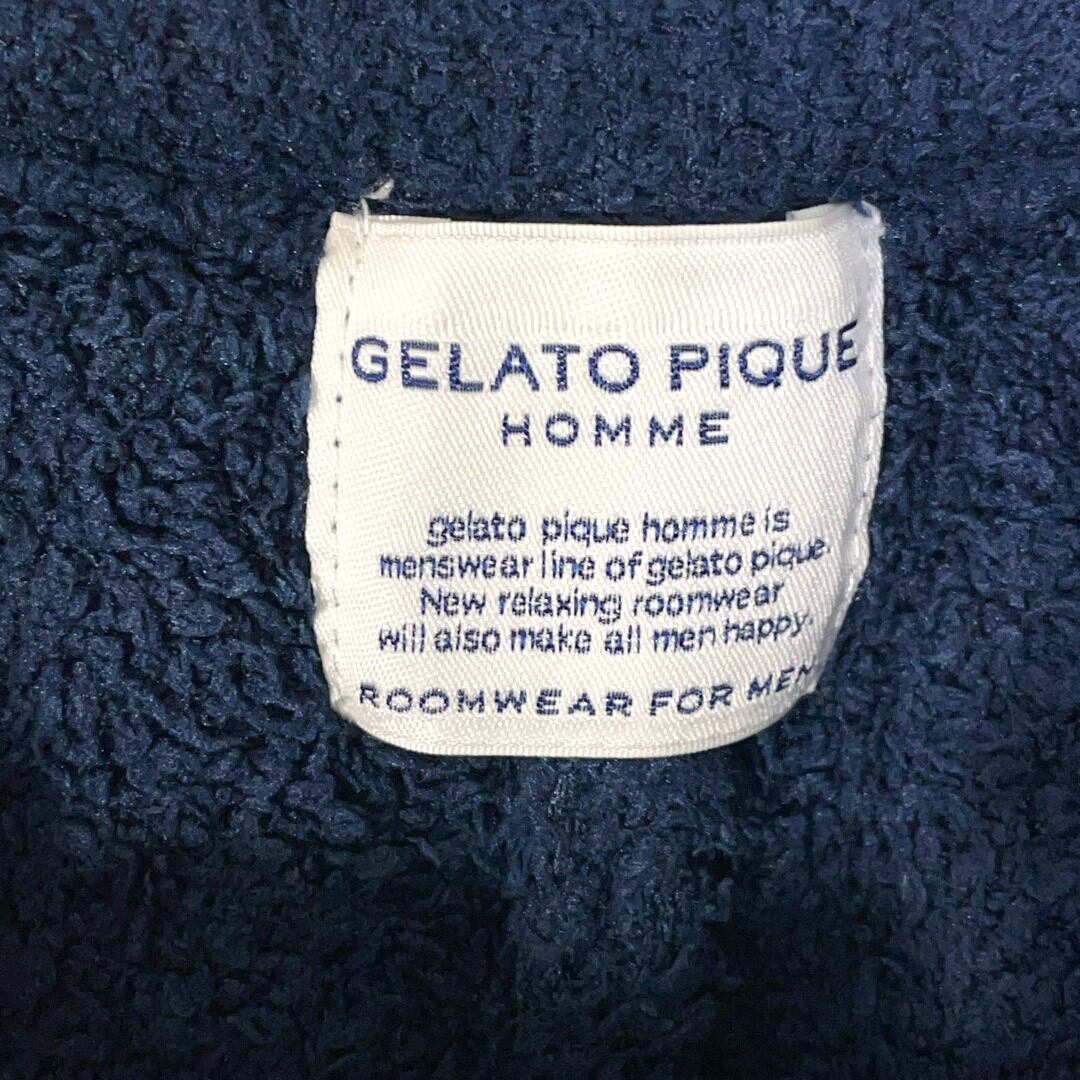 GELATO PIQUE
HOMME
gelato pique homme is
menswear line of gelato pique.
New relaxing roomwear
will also make all men happy.
ROOMWEAR FOR MEN